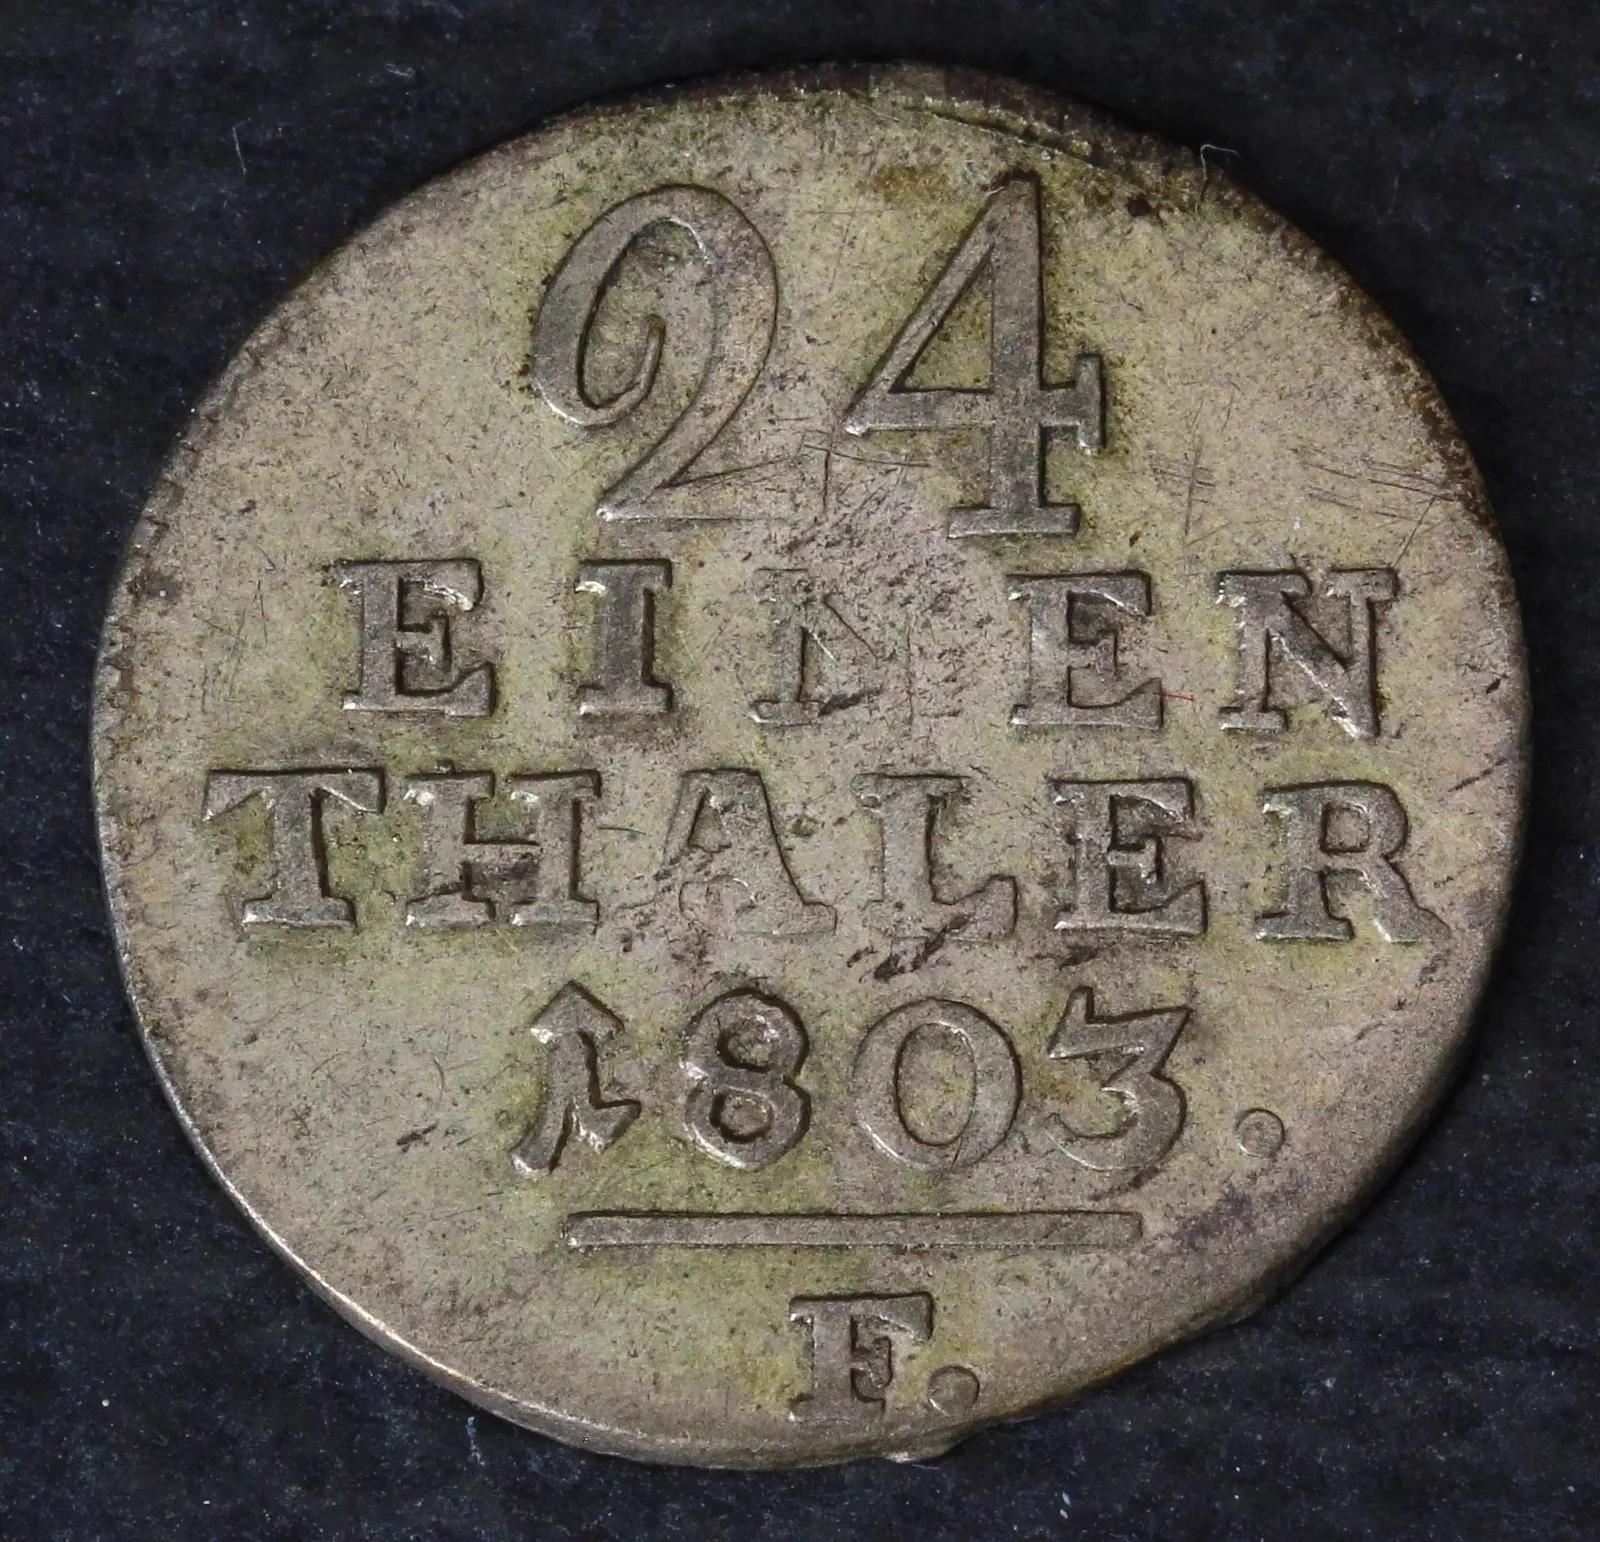 24
EINEN
THALER
1803.
F.